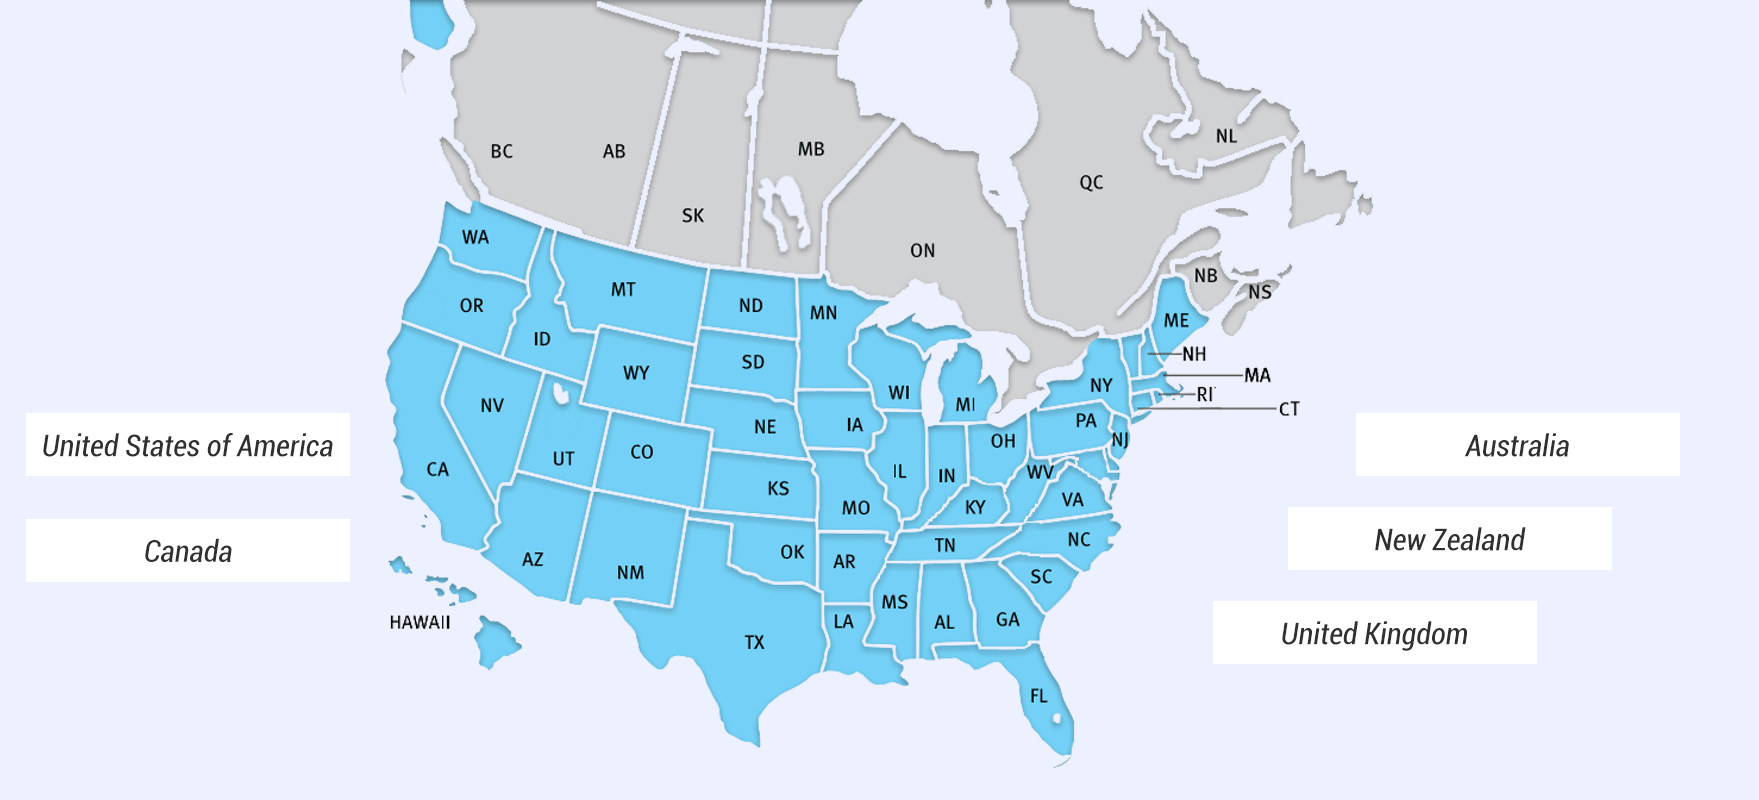 BC
AB
MB
NL
QC
SK
WA
ON
NB
MT
NS
OR
ND
MN
ME
ID
NH
SD
WY
MA
NY
WI
RI
NV
MI
CT
PA
IA
NE
NJ
OH
United States of America
Australia
CO
UT
CA
IL
WV
IN
KS
VA
MO
KY
NC
New Zealand
TN
Canada
OK
AZ
AR
NM
SC
MS
HAWAII
LA
AL
GA
United Kingdom
TX
FL